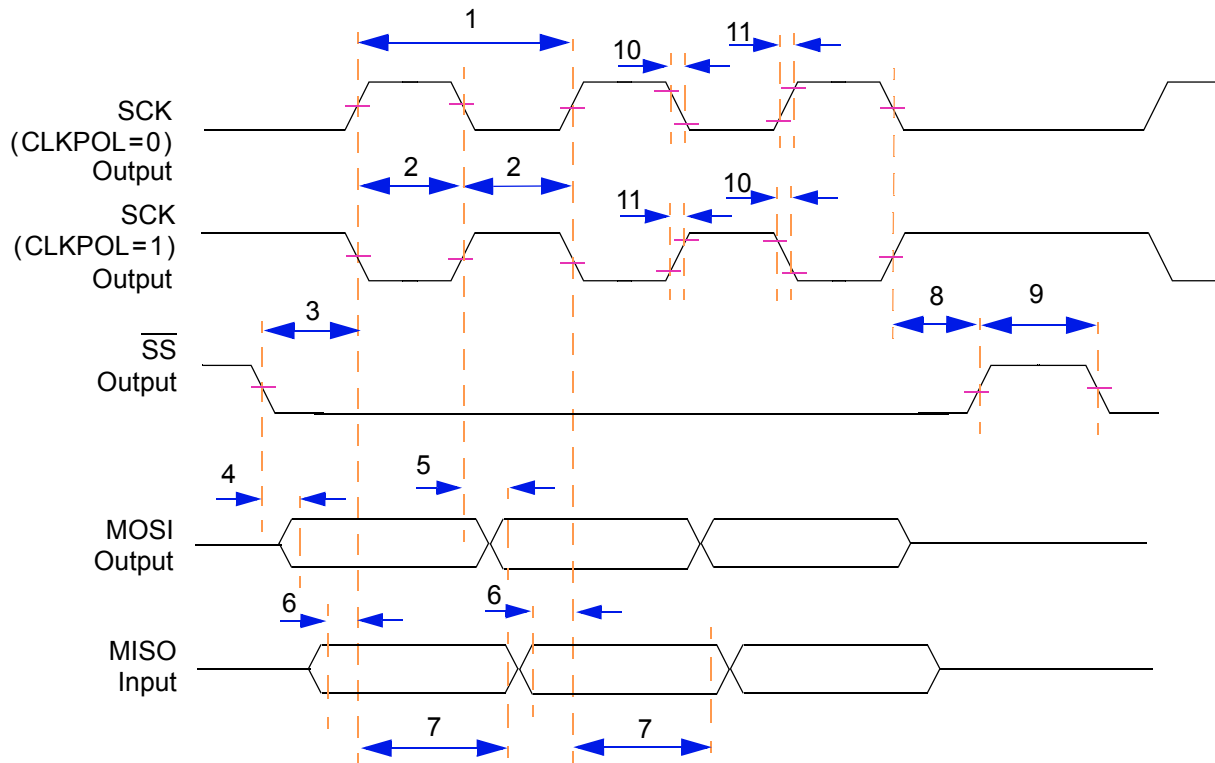 1
10
11
SCK
(CLKPOL=0)
Output
2
2
SCK
(CLKPOL=1)
Output
11
10
3
8
9
SS
Output
4
5
MOSI
Output
6
6
MISO
Input
7
7